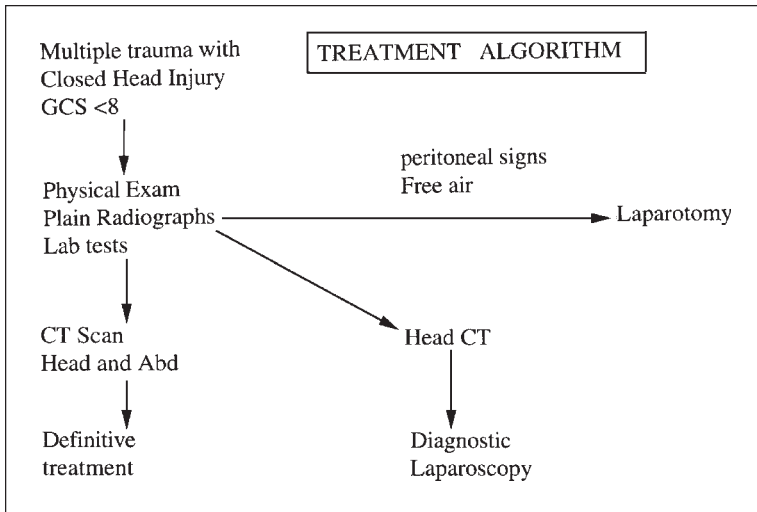 TREATMENT ALGORITHM
Multiple trauma with
Closed Head Injury
GCS <8
peritoneal signs
Free air
Physical Exam
Plain Radiographs
Lab tests
Laparotomy
CT Scan
Head and Abd
Head CT
Definitive
treatment
Diagnostic
Laparoscopy